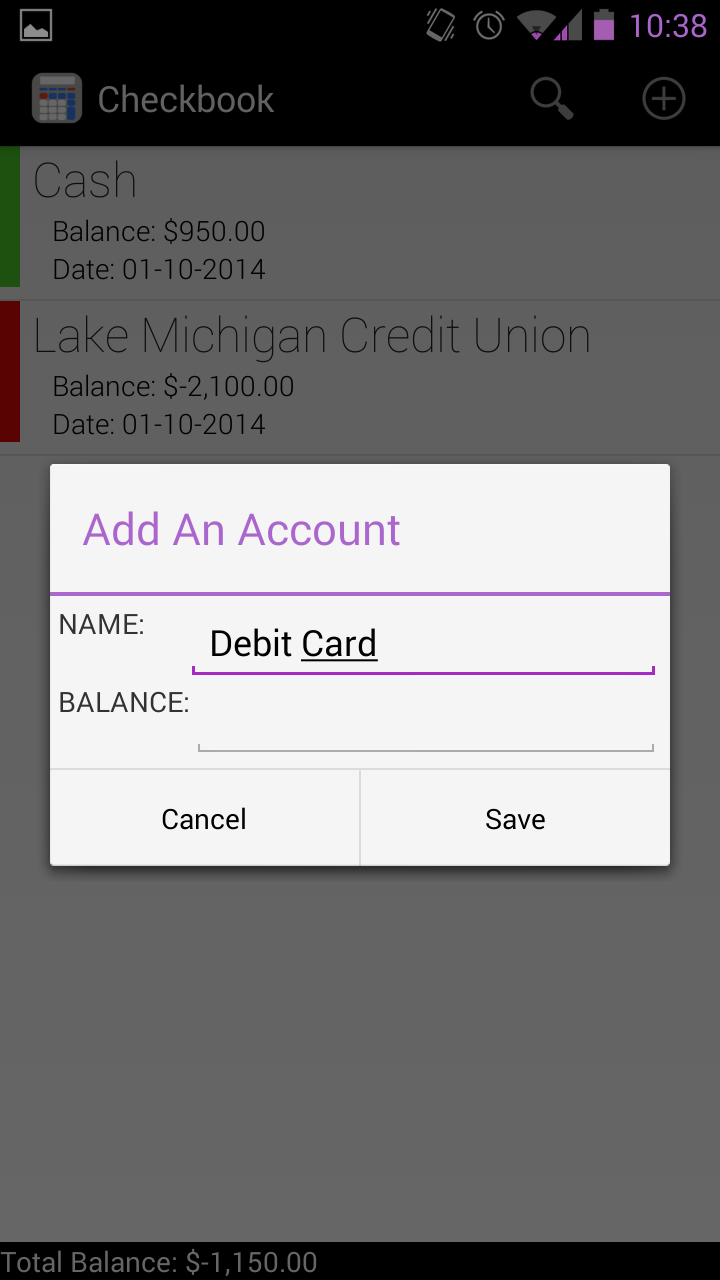 10:38
Checkbook
Cash
Balance: $950.00
Date: 01-10-2014
Lake Michigan Credit Union
Balance: $-2,100.00
Date: 01-10-2014
Add An Account
NAME: Debit Card
BALANCE:
Cancel Save
Total Balance: $-1,150.00